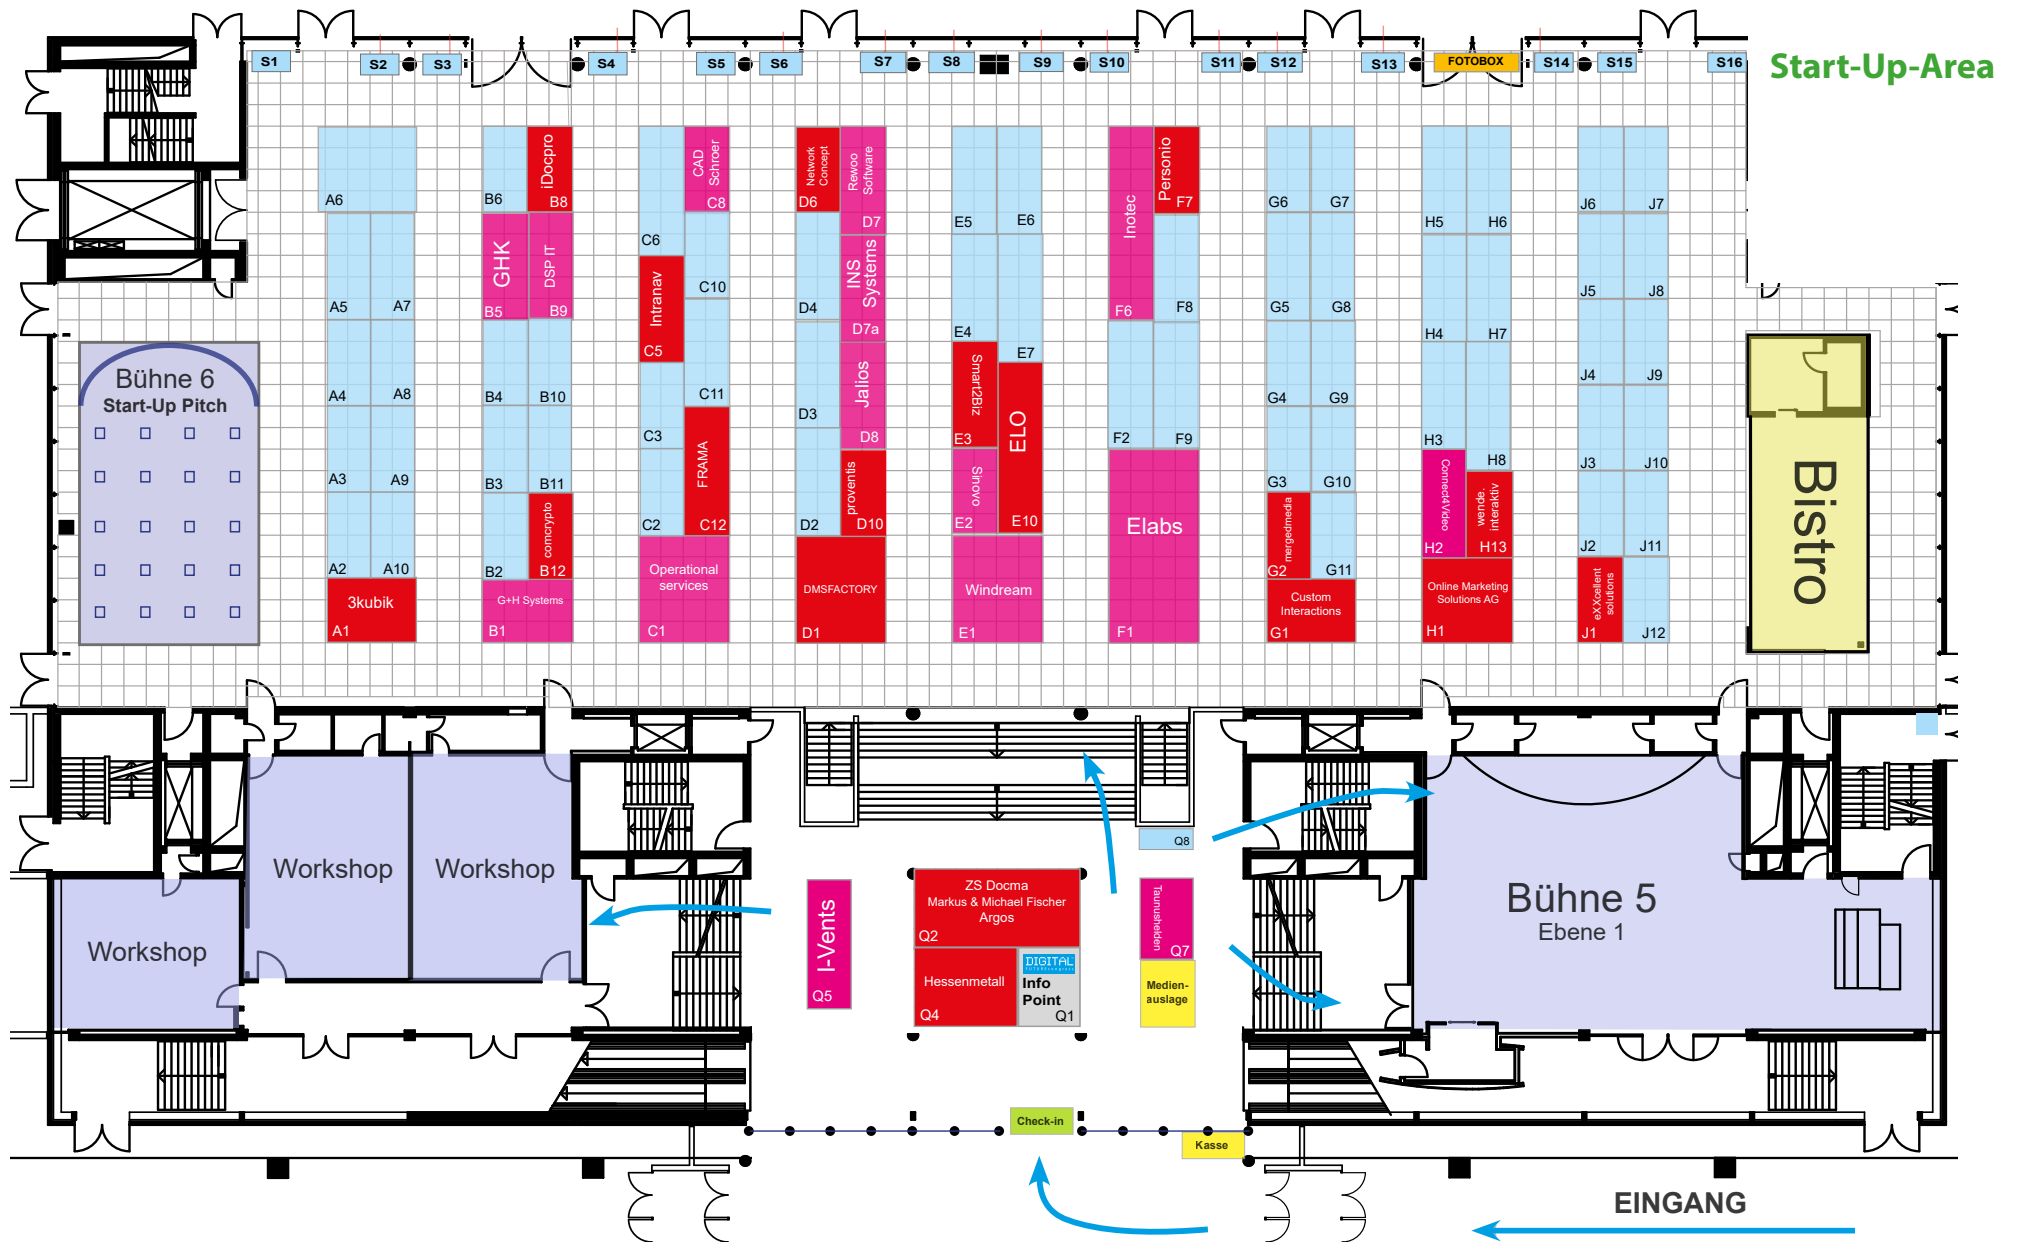 S1
S2
S3
S4
S5
S6
S7
S8
S9
S10
S11
S12
S13
FOTOBOX
S14
S15
S16
Start-Up-Area
A6
A5
A7
A4
A8
A3
A9
A2
A10
3kubik
A1
B6
iDocpro
B8
GHK
B5
DSP IT
B9
B4
B10
B3
B11
B2
comcrypto
B12
G+H Systems
B1
C6
CAD
Schroer
C8
Intranav
C5
C10
C3
C11
C2
FRAMA
C12
Operational
services
C1
Network
Concept
D6
Rewoo
Software
D7
D4
INS
Systems
D7a
D3
Jalios
D8
D2
proventis
D10
DMSFACTORY
D1
E5
E6
E4
E7
Smart2Biz
E3
ELO
E10
Sinovo
E2
Windream
E1
Inotec
F6
Personio
F7
F8
F2
F9
Elabs
F1
G6
G7
G5
G8
G4
G9
G3
G10
mergedmedia
G2
G11
Custom
Interactions
G1
H5
H6
H4
H7
H3
H8
Connect4Video
H2
wende.
interaktiv
H13
Online Marketing
Solutions AG
H1
J6
J7
J5
J8
J4
J9
J3
J10
J2
J11
eXXcellent
solutions
J1
J12
Bühne 6
Start-Up Pitch
Bistro
Workshop
Workshop
Workshop
I-Vents
Q5
ZS Docma
Markus & Michael Fischer
Argos
Q2
Hessenmetall
Q4
DIGITAL
Info
Point
Q1
Q8
Taunushelden
Q7
Medien-
auslage
Bühne 5
Ebene 1
Check-in
Kasse
EINGANG